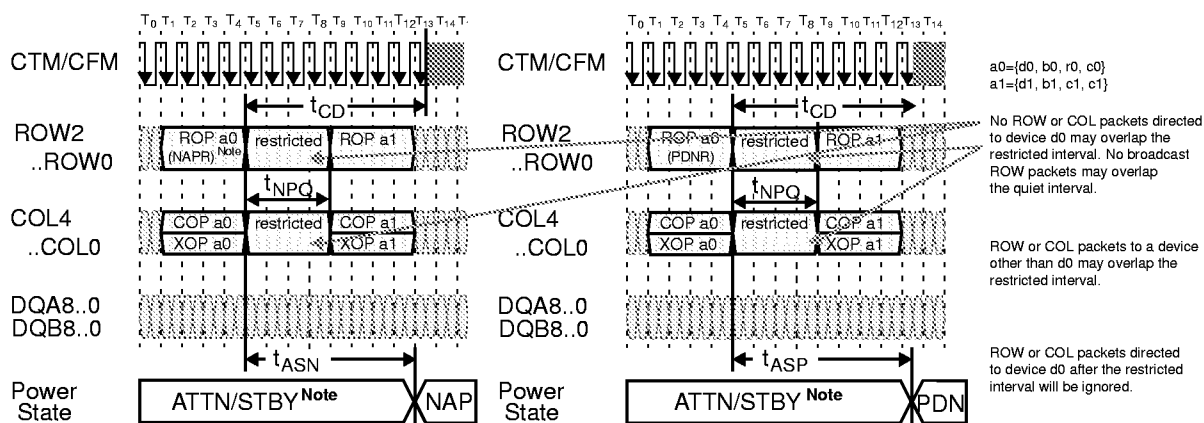 T0 T1 T2 T3 T4 T5 T6 T7 T8 T9 T10 T11 T12 T13 T14 T
CTM/CFM
tCD
ROW2
..ROW0
ROP a0 Note
(NAPR)
restricted
ROP a1
tNPQ
COL4
..COL0
COP a0
XOP a0
restricted
COP a1
XOP a1
DQA8..0
DQB8..0
tASN
Power
State
ATTN/STBY Note
NAP
T0 T1 T2 T3 T4 T5 T6 T7 T8 T9 T10 T11 T12 T13 T14
CTM/CFM
tCD
ROW2
..ROW0
ROP a0
(PDNR)
restricted
ROP a1
tNPQ
COL4
..COL0
COP a0
XOP a0
restricted
COP a1
XOP a1
DQA8..0
DQB8..0
tASP
Power
State
ATTN/STBY Note
PDN
a0={d0, b0, r0, c0}
a1={d1, b1, c1, c1}
No ROW or COL packets directed
to device d0 may overlap the
restricted interval. No broadcast
ROW packets may overlap
the quiet interval.
ROW or COL packets to a device
other than d0 may overlap the
restricted interval.
ROW or COL packets directed
to device d0 after the restricted
interval will be ignored.